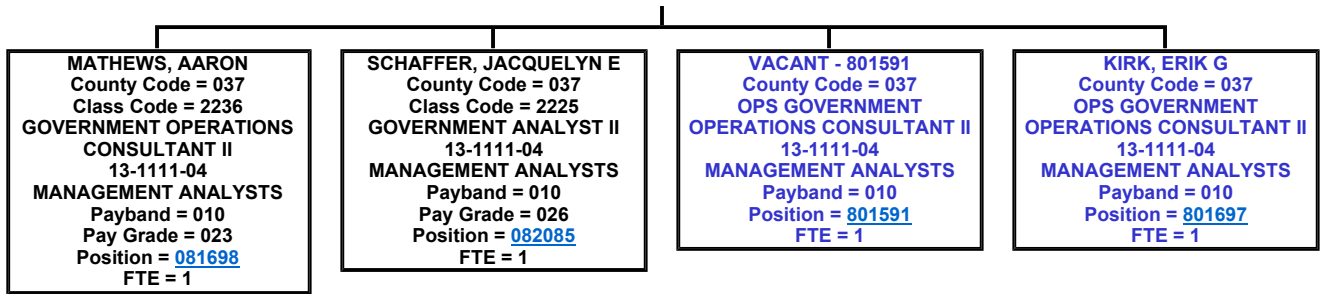 MATHEWS, AARON
County Code = 037
Class Code = 2236
GOVERNMENT OPERATIONS
CONSULTANT II
13-1111-04
MANAGEMENT ANALYSTS
Payband = 010
Pay Grade = 023
Position = 081698
FTE = 1
SCHAFFER, JACQUELYN E
County Code = 037
Class Code = 2225
GOVERNMENT ANALYST II
13-1111-04
MANAGEMENT ANALYSTS
Payband = 010
Pay Grade = 026
Position = 082085
FTE = 1
VACANT - 801591
County Code = 037
OPS GOVERNMENT
OPERATIONS CONSULTANT II
13-1111-04
MANAGEMENT ANALYSTS
Payband = 010
Position = 801591
FTE = 1
KIRK, ERIK G
County Code = 037
OPS GOVERNMENT
OPERATIONS CONSULTANT II
13-1111-04
MANAGEMENT ANALYSTS
Payband = 010
Position = 801697
FTE = 1